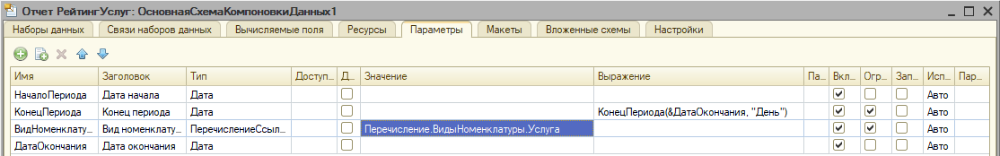 Отчет РейтингУслуг: ОсновнаяСхемаКомпоновкиДанных1
Наборы данных Связи наборов данных Вычисляемые поля Ресурсы Параметры Макеты Вложенные схемы Настройки
Имя Заголовок Тип Доступ... Д... Значение Выражение Па... Вкл... Огр... Зап... Исп... Пар...
НачалоПериода Дата начала Дата Авто
КонецПериода Конец периода Дата КонецПериода(&ДатаОкончания, "День") Авто
ВидНоменклату... Вид номенклату... ПеречислениеСсыл... Перечисление.ВидыНоменклатуры.Услуга Авто
ДатаОкончания Дата окончания Дата Авто